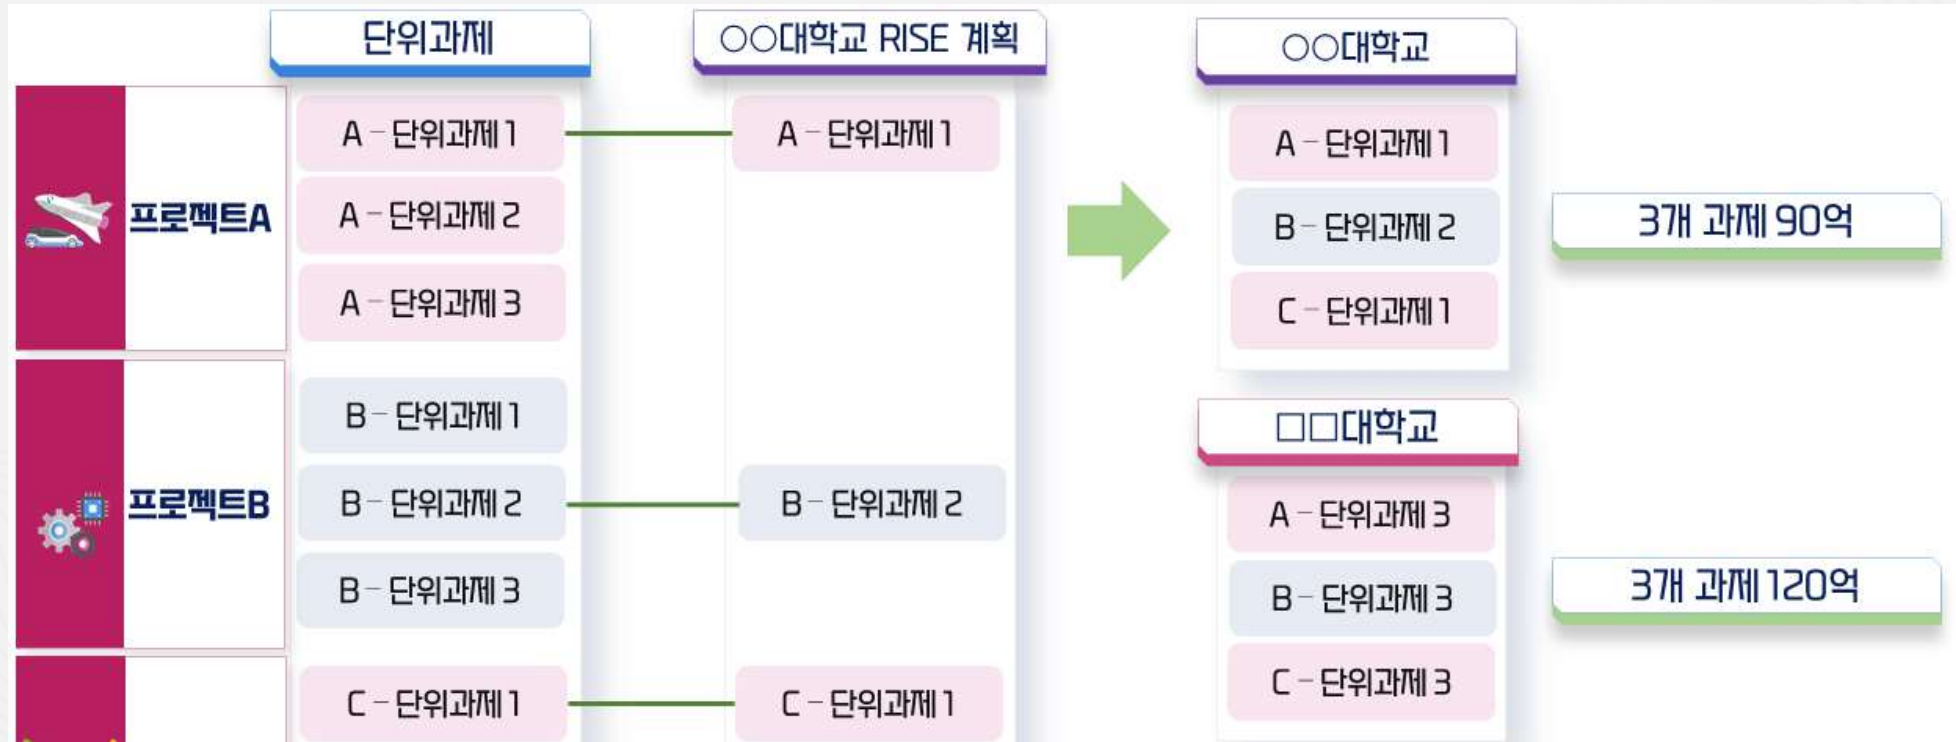 단위과제
○○대학교 RISE 계획
○○대학교
프로젝트A
A - 단위과제 1
A - 단위과제 2
A - 단위과제 3
A - 단위과제 1
A - 단위과제 1
B - 단위과제 2
C - 단위과제 1
3개 과제 90억
프로젝트B
B - 단위과제 1
B - 단위과제 2
B - 단위과제 3
B - 단위과제 2
□□대학교
A - 단위과제 3
B - 단위과제 3
C - 단위과제 3
3개 과제 120억
C - 단위과제 1
C - 단위과제 1